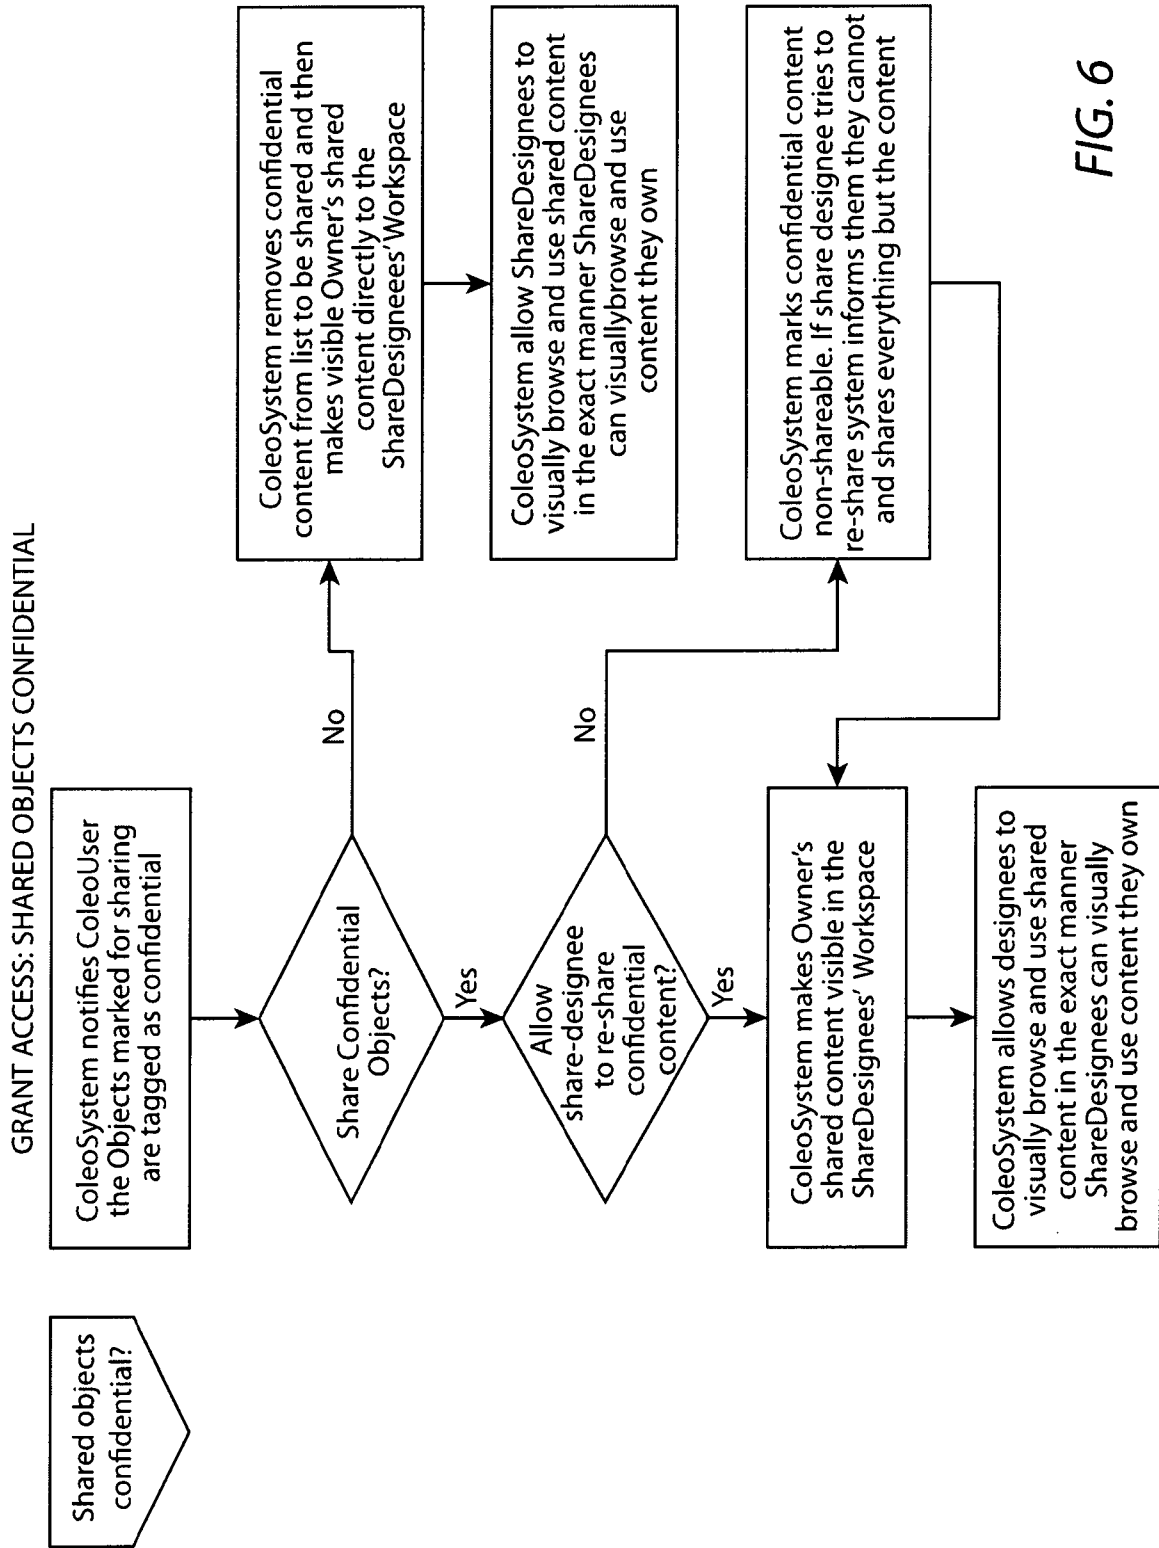 GRANT ACCESS: SHARED OBJECTS CONFIDENTIAL
Shared objects
confidential?
ColeoSystem notifies ColeoUser
the Objects marked for sharing
are tagged as confidential
Share Confidential
Objects?
No
Yes
ColeoSystem removes confidential
content from list to be shared and then
makes visible Owner's shared
content directly to the
ShareDesigneees' Workspace
ColeoSystem allow ShareDesignees to
visually browse and use shared content
in the exact manner ShareDesignees
can visuallybrowse and use
content they own
Allow
share-designee
to re-share
confidential
content?
No
Yes
ColeoSystem marks confidential content
non-shareable. If share designee tries to
re-share system informs them they cannot
and shares everything but the content
ColeoSystem makes Owner's
shared content visible in the
ShareDesignees' Workspace
ColeoSystem allows designees to
visually browse and use shared
content in the exact manner
ShareDesignees can visually
browse and use content they own
FIG. 6